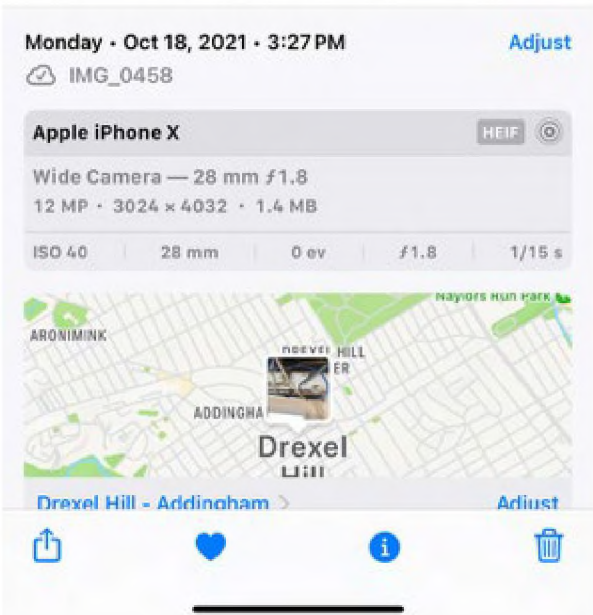 Monday • Oct 18, 2021 • 3:27 PM
Adjust
IMG_0458
Apple iPhone X
HEIF
Wide Camera — 28 mm ƒ1.8
12 MP • 3024 × 4032 • 1.4 MB
ISO 40 | 28 mm | 0 ev | ƒ1.8 | 1/15 s
Naylors Run Park
ARONIMINK
DREXEL HILL
ER
ADDINGHA
Drexel
Hill
Drexel Hill - Addingham >
Adjust